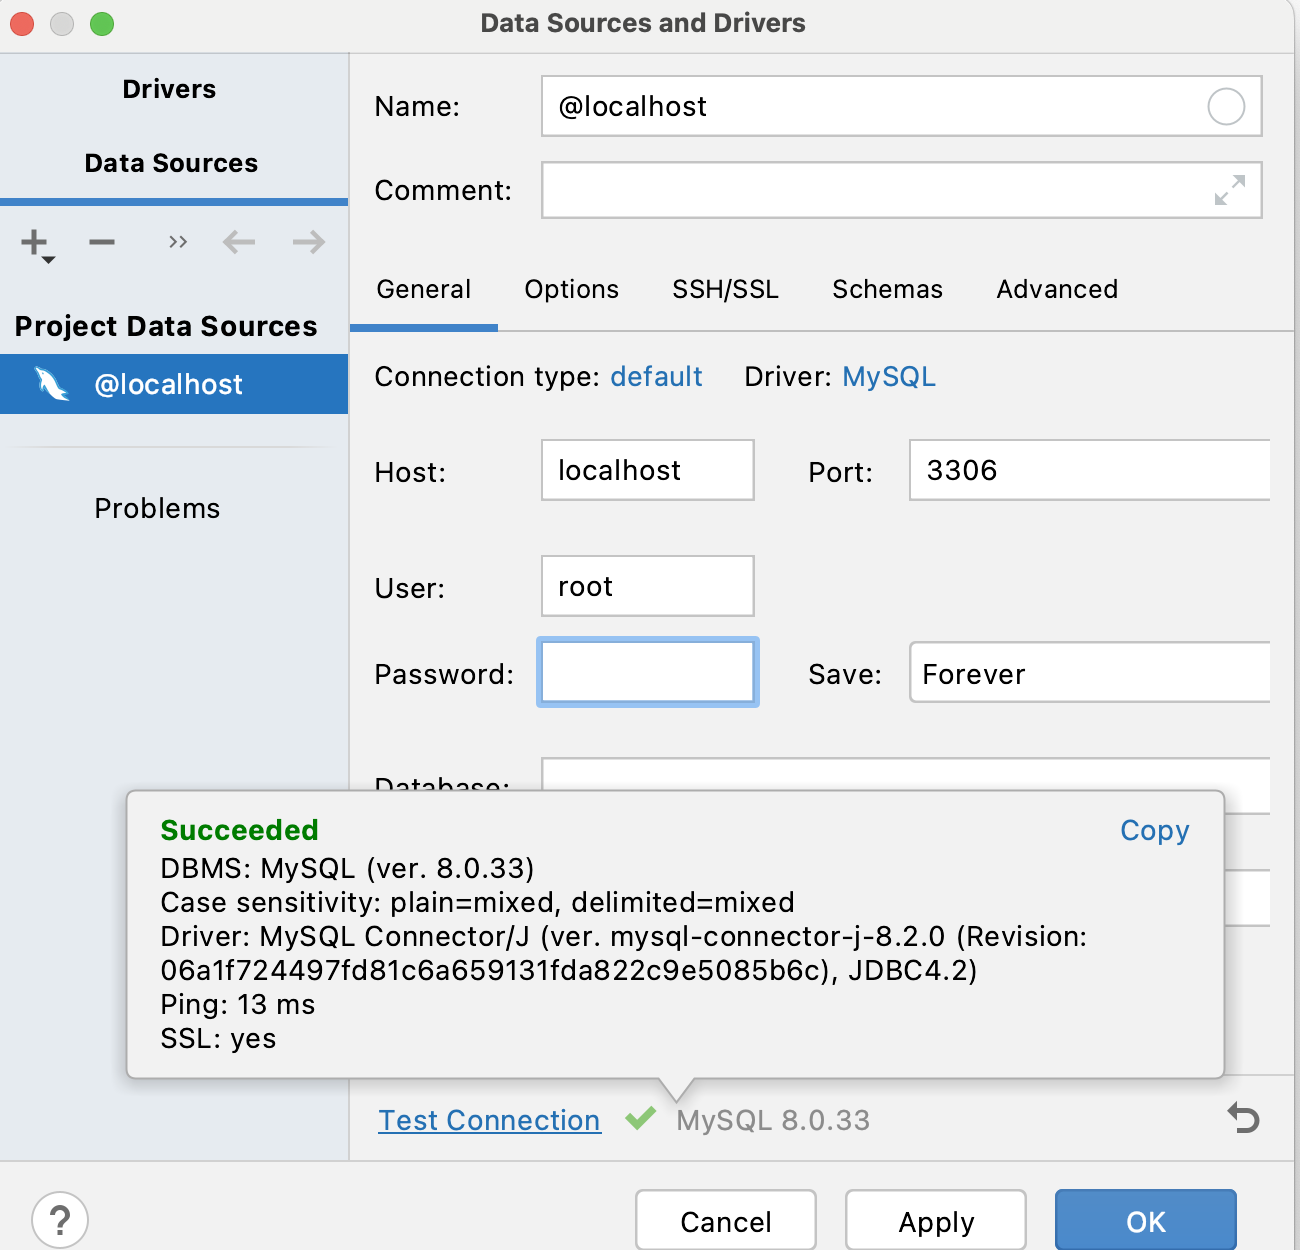 Data Sources and Drivers
Drivers
Data Sources
Project Data Sources
@localhost
Problems
Name: @localhost
Comment:
General Options SSH/SSL Schemas Advanced
Connection type: default Driver: MySQL
Host: localhost Port: 3306
User: root
Password: Save: Forever
Database:
Succeeded Copy
DBMS: MySQL (ver. 8.0.33)
Case sensitivity: plain=mixed, delimited=mixed
Driver: MySQL Connector/J (ver. mysql-connector-j-8.2.0 (Revision:
06a1f724497fd81c6a659131fda822c9e5085b6c), JDBC4.2)
Ping: 13 ms
SSL: yes
Test Connection MySQL 8.0.33
? Cancel Apply OK